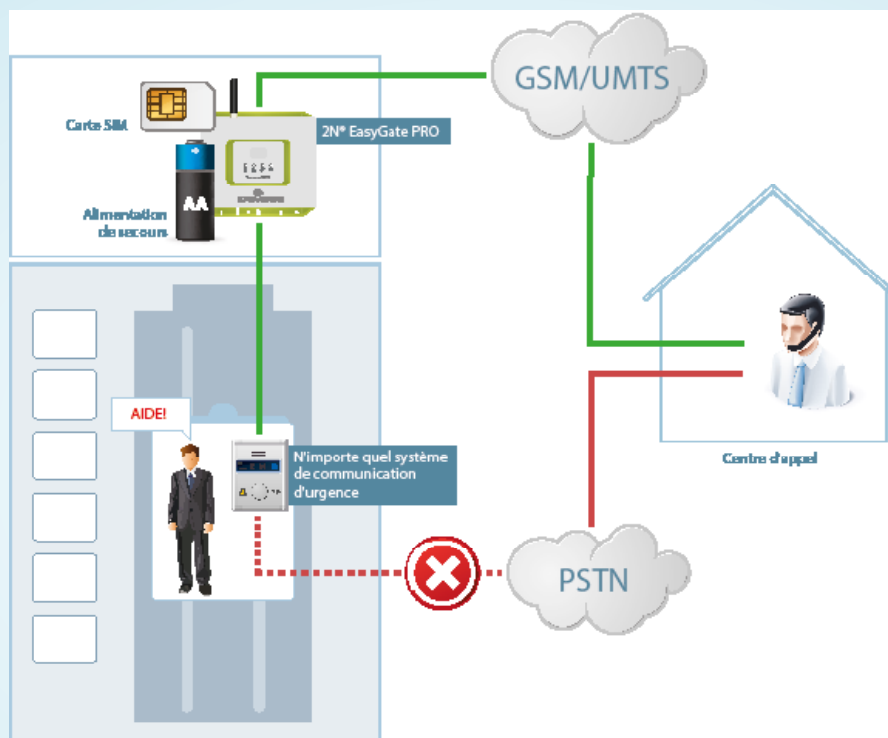 GSM/UMTS
Carte SIM
2N® EasyGate PRO
AA
Alimentation
de secours
AIDE!
N'importe quel système
de communication
d'urgence
Centre d'appel
PSTN